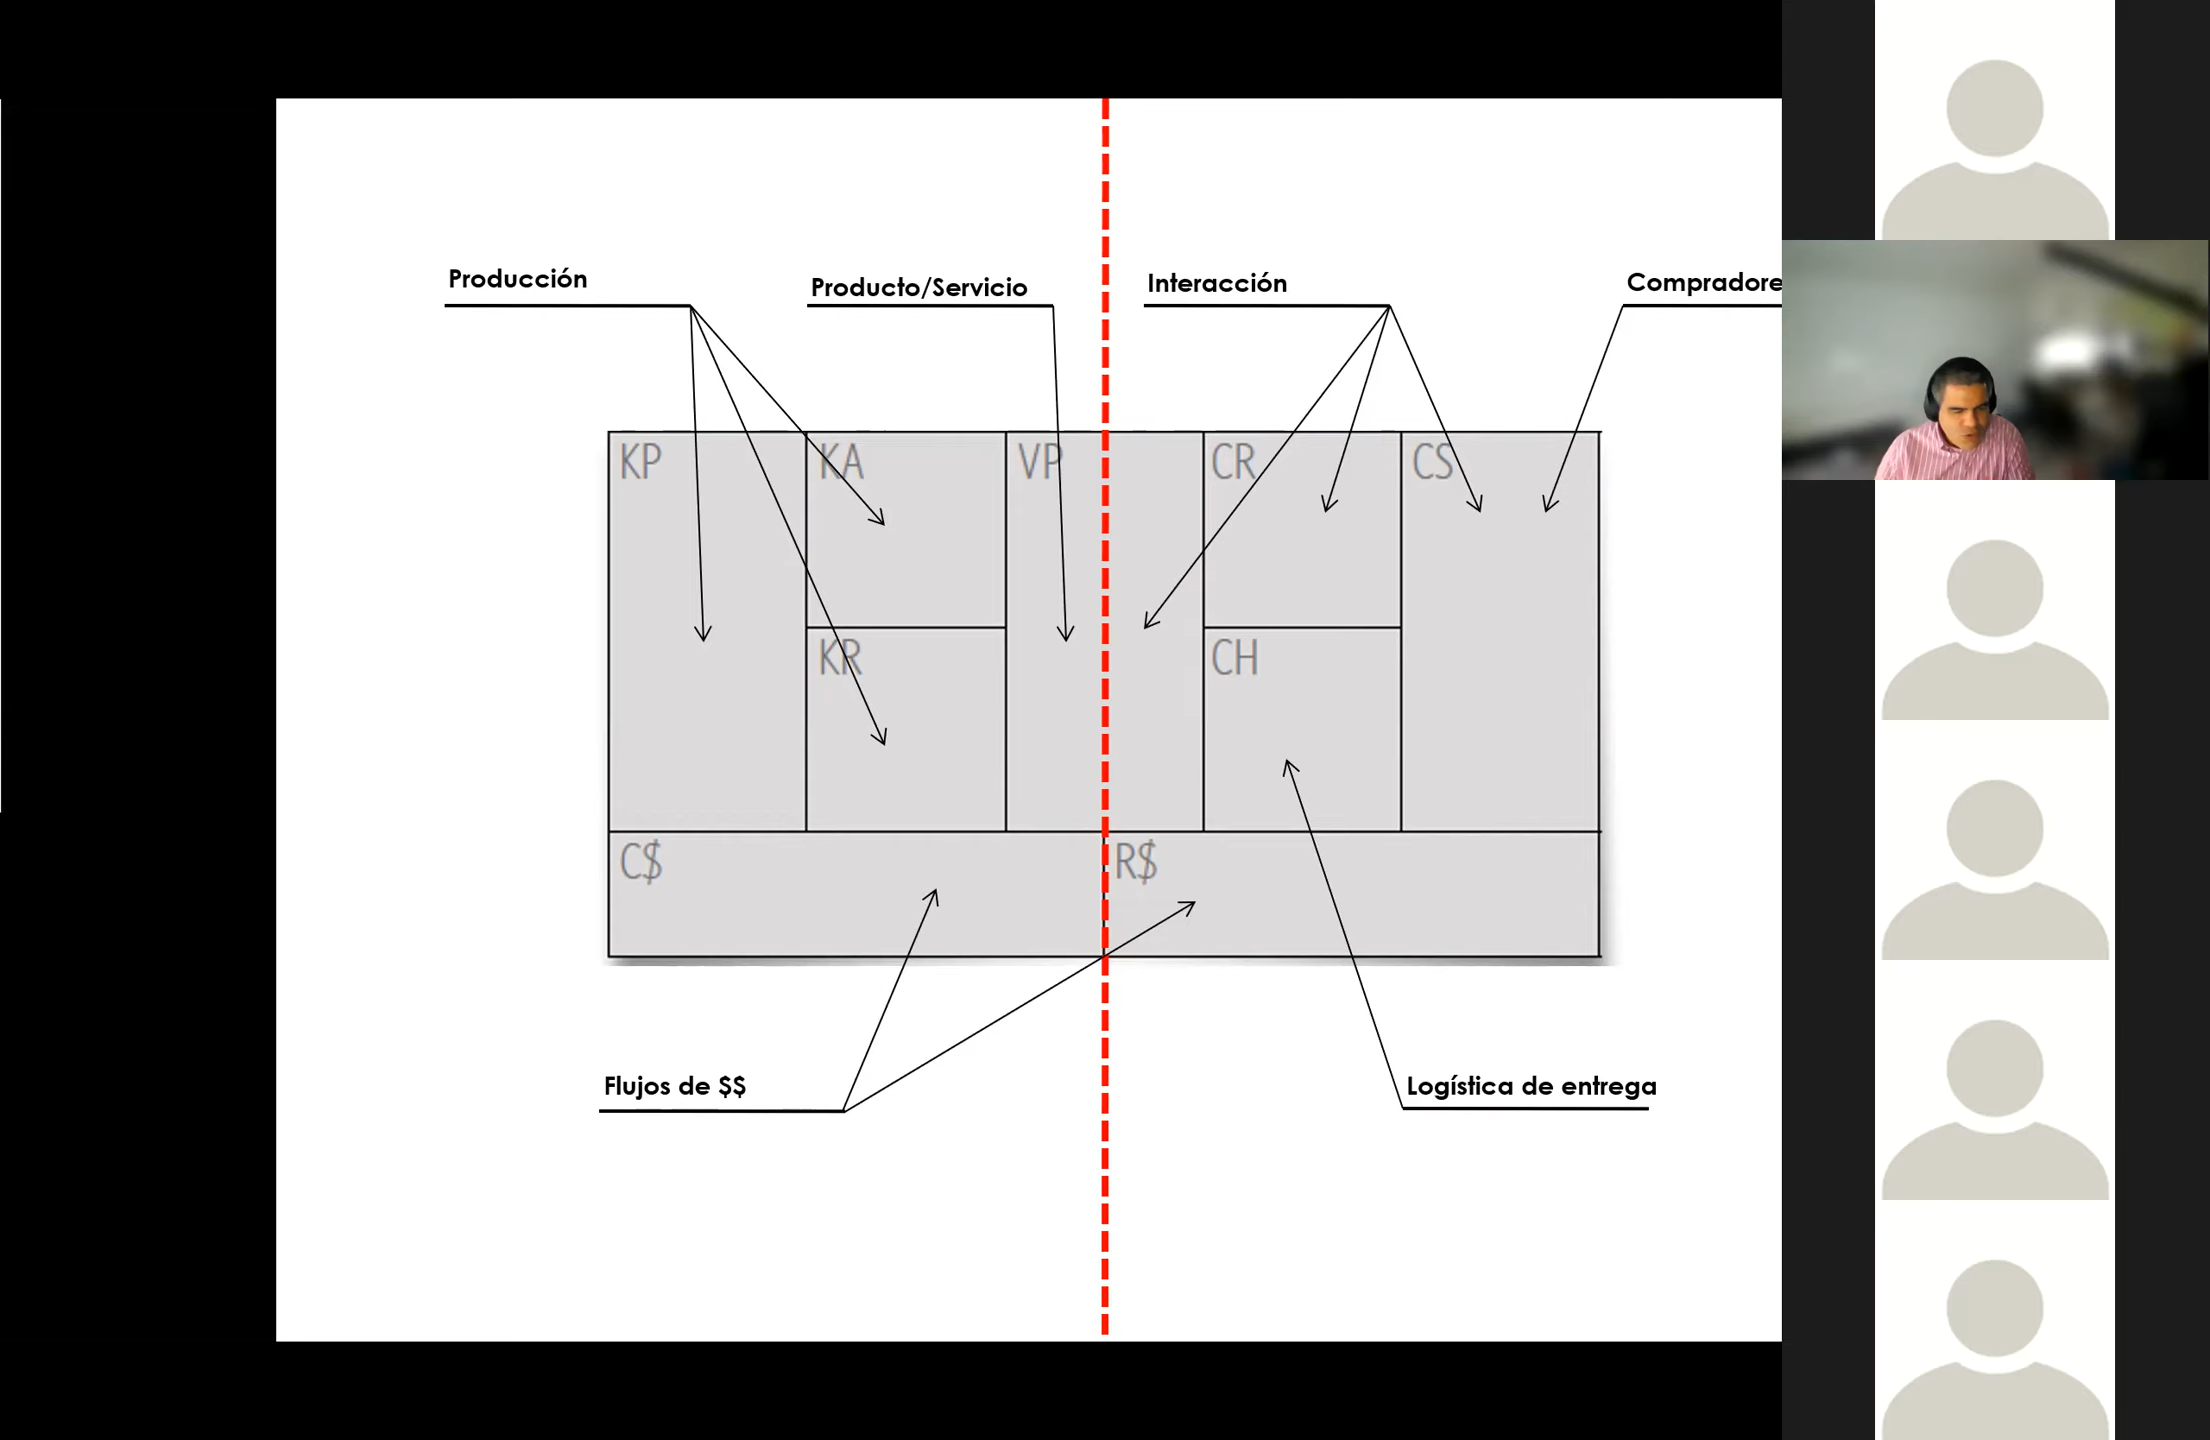 Producción
Producto/Servicio
Interacción
Compradore
KP
KA
VP
CR
CS
KR
CH
C$
R$
Flujos de $$
Logística de entrega